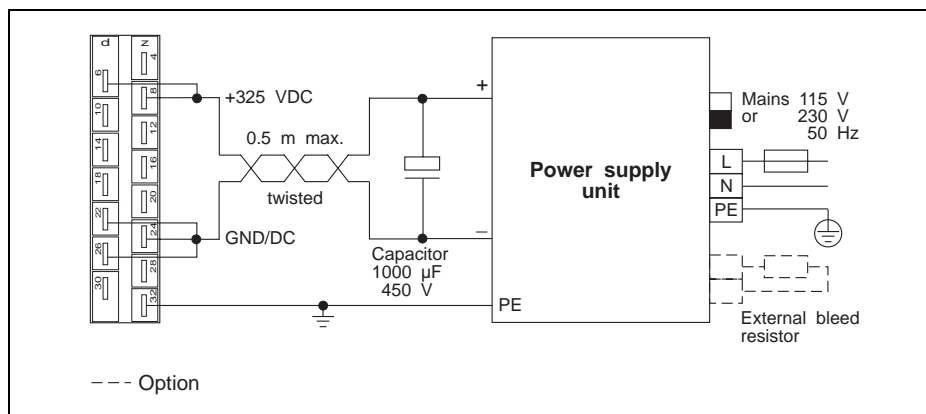 d
z
4
6
8
10
12
14
16
18
20
22
24
26
28
30
32
+325 VDC
0.5 m max.
twisted
GND/DC
Capacitor
1000 µF
450 V
+
–
PE
Power supply
unit
Mains 115 V
or 230 V
50 Hz
L
N
PE
External bleed
resistor
---- Option